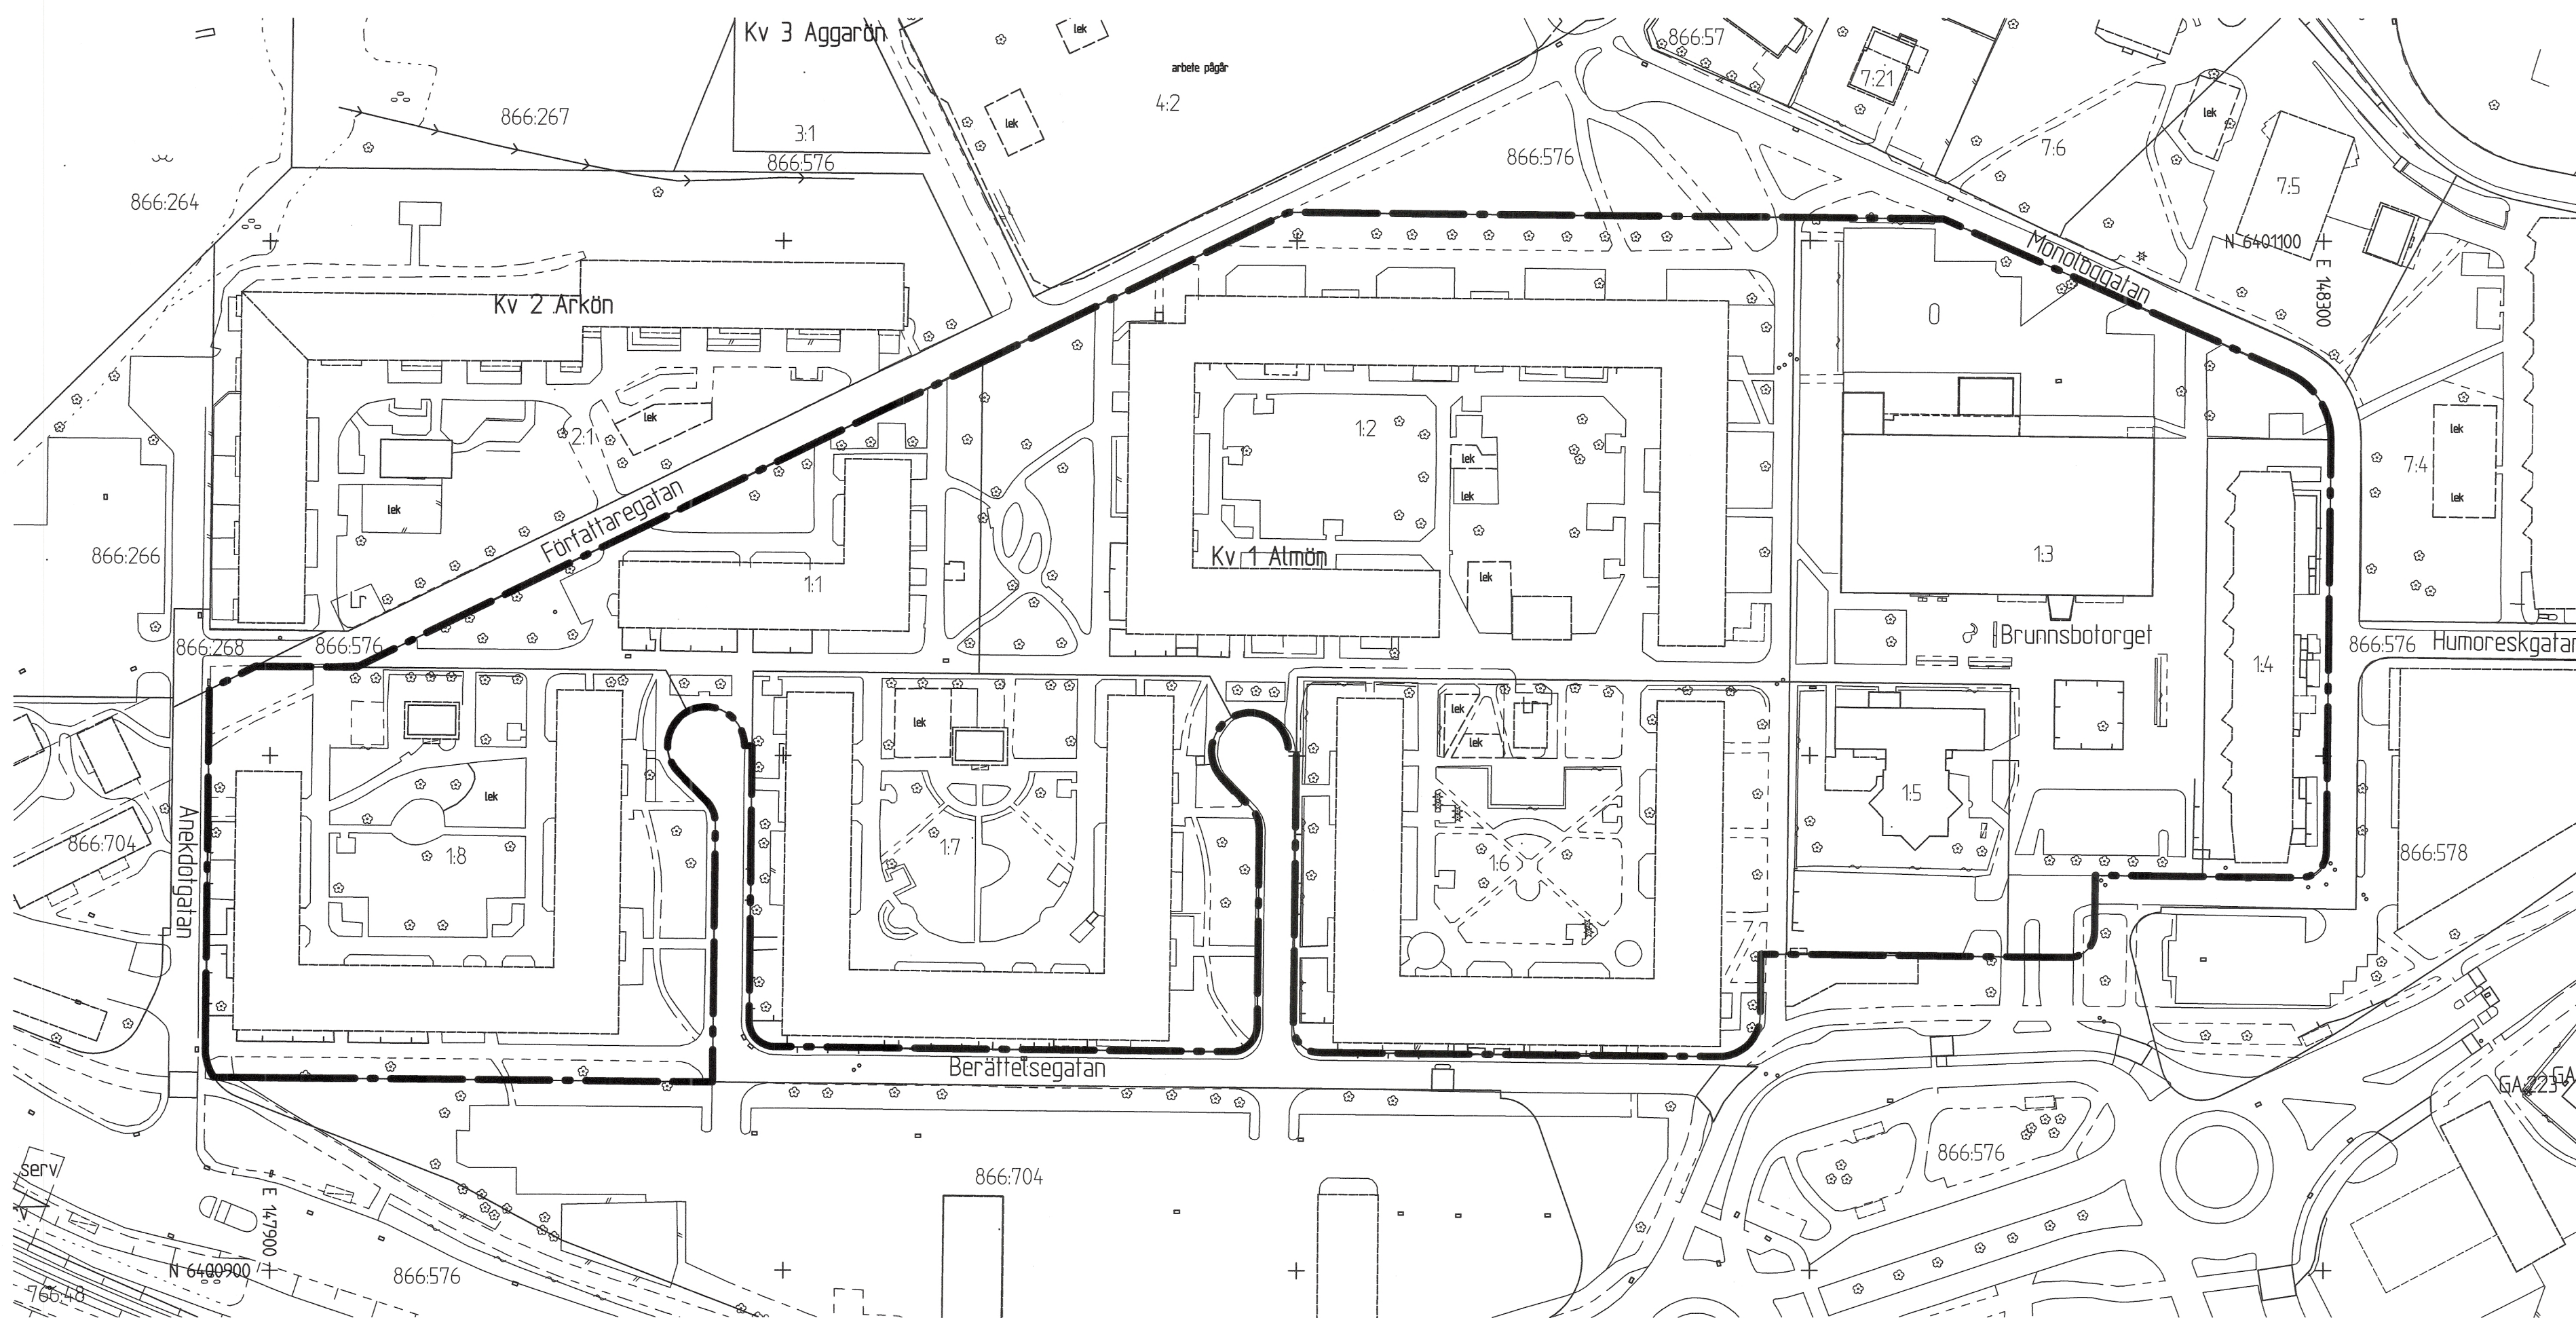 Kv 3 Aggarön
lek
866:57
arbete pågår
7:21
4:2
866:267
lek
lek
3:1
7:6
866:576
866:576
7:5
866:264
N 6401100
E 148300
Monologgatan
Kv 2 Arkön
0
lek
2:1
1:2
lek
lek
7:4
lek
lek
lek
Författaregatan
866:266
Kv 1 Almön
1:3
lek
1:1
Brunnsbotorget
866:268
866:576
866:576
Humoreskgatan
1:4
lek
lek
lek
lek
1:5
Anekdotgatan
866:704
1:8
1:7
1:6
866:578
Berättelsegatan
GA:223
GA
866:576
serv
866:704
E 147900
N 6400900
866:576
766:48